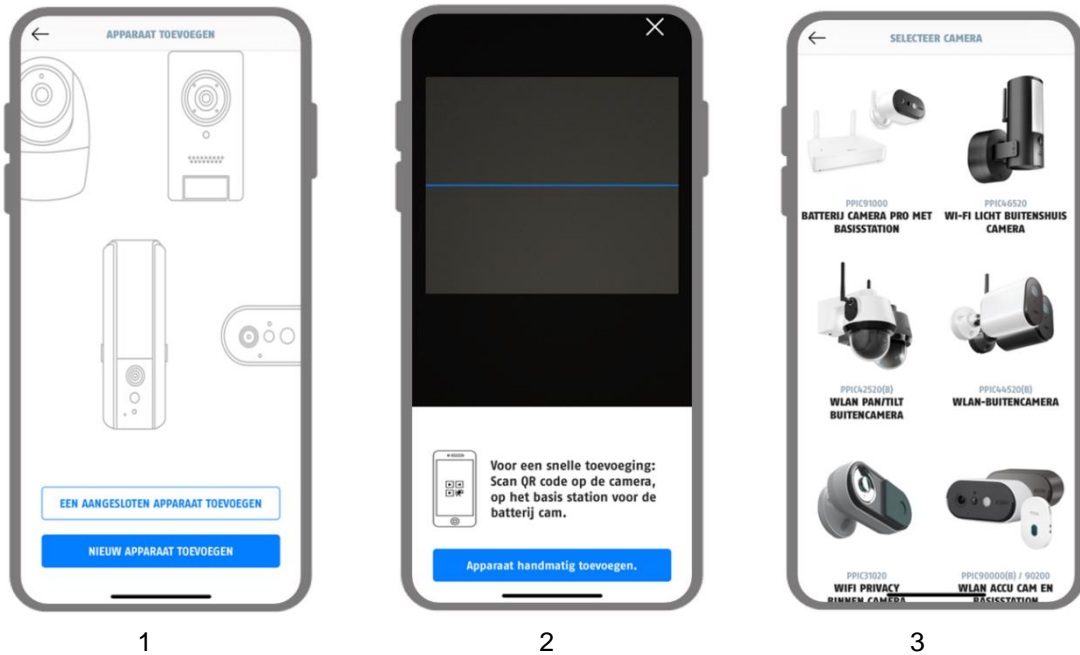 APPARAAT TOEVOEGEN
EEN AANGESLOTEN APPARAAT TOEVOEGEN
NIEUW APPARAAT TOEVOEGEN
1
Voor een snelle toevoeging:
Scan QR code op de camera,
op het basis station voor de
batterij cam.
Apparaat handmatig toevoegen.
2
SELECTEER CAMERA
PPIC91000
BATTERIJ CAMERA PRO MET
BASISSTATION
PPIC46520
WI-FI LICHT BUITENSHUIS
CAMERA
PPIC42520(B)
WLAN PAN/TILT
BUITENCAMERA
PPIC44520(B)
WLAN-BUITENCAMERA
PPIC31020
WIFI PRIVACY
BINNEN CAMERA
PPIC90000(B) / 90200
WLAN ACCU CAM EN
BASISSTATION
3